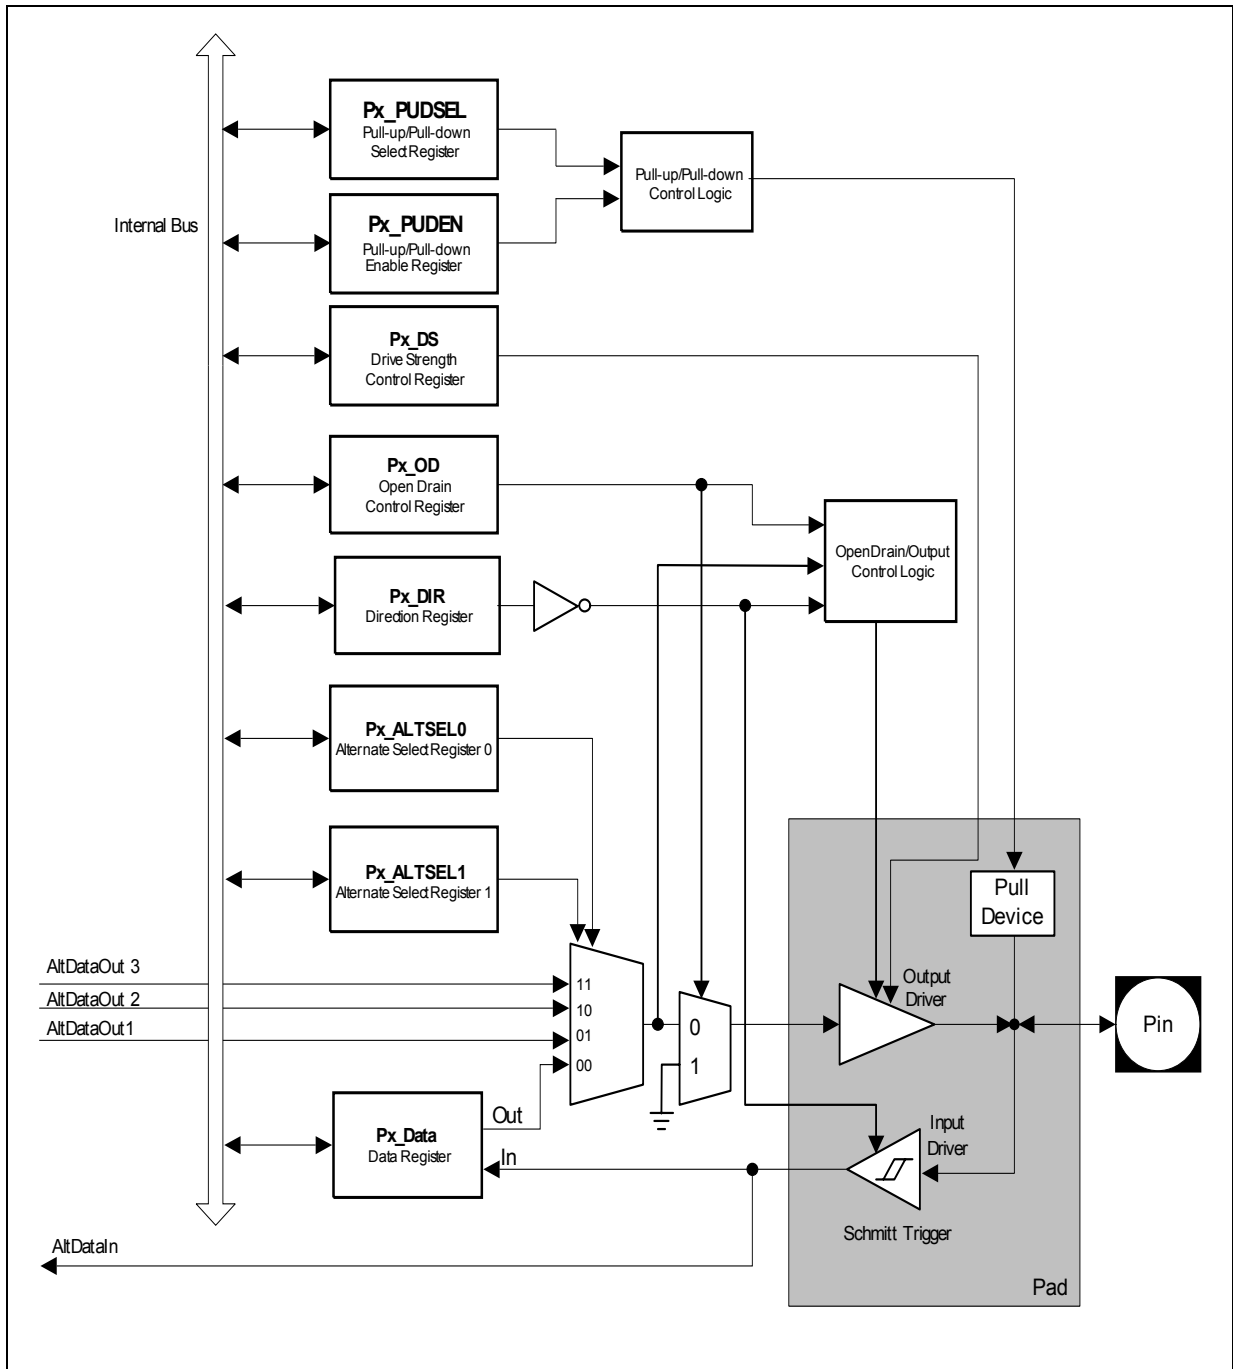 Px_PUDSEL
Pull-up/Pull-down
Select Register
Pull-up/Pull-down
Control Logic
Internal Bus
Px_PUDEN
Pull-up/Pull-down
Enable Register
Px_DS
Drive Strength
Control Register
Px_OD
Open Drain
Control Register
OpenDrain/Output
Control Logic
Px_DIR
Direction Register
Px_ALTSEL0
Alternate Select Register 0
Px_ALTSEL1
Alternate Select Register 1
Pull
Device
AltDataOut 3
AltDataOut 2
AltDataOut1
11
10
01
00
0
1
Output
Driver
Pin
Out
Px_Data
Data Register
In
Input
Driver
Schmitt Trigger
AltDataIn
Pad